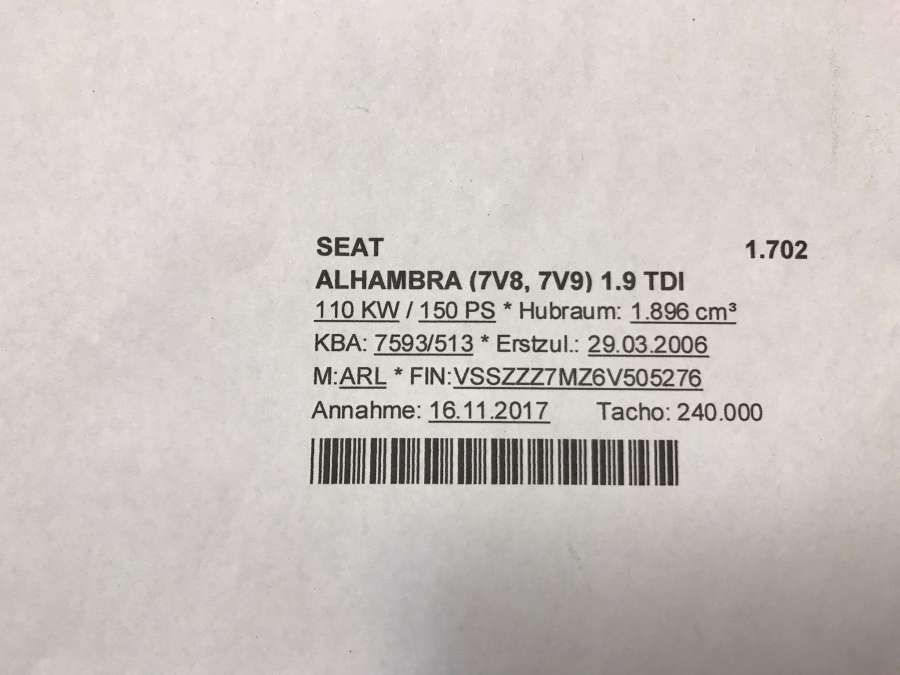 SEAT 1.702
ALHAMBRA (7V8, 7V9) 1.9 TDI
110 KW / 150 PS * Hubraum: 1.896 cm³
KBA: 7593/513 * Erstzul.: 29.03.2006
M:ARL * FIN:VSSZZZ7MZ6V505276
Annahme: 16.11.2017 Tacho: 240.000